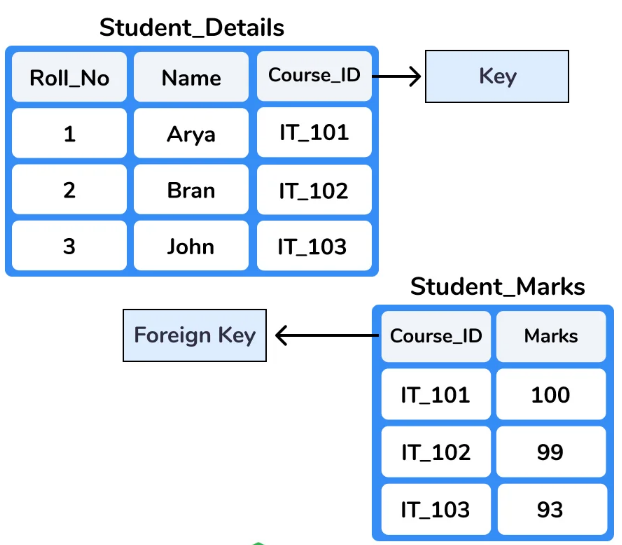 Student_Details
Roll_No Name Course_ID
Key
1 Arya IT_101
2 Bran IT_102
3 John IT_103
Student_Marks
Foreign Key
Course_ID Marks
IT_101 100
IT_102 99
IT_103 93